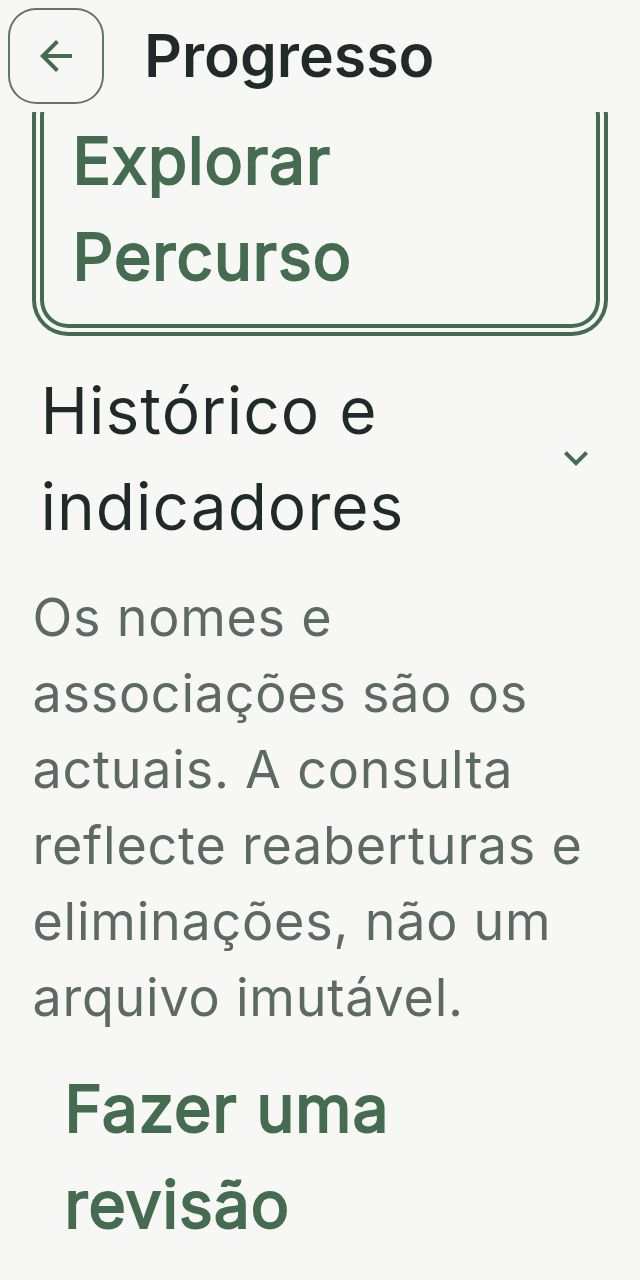 Progresso
Explorar
Percurso
Histórico e
indicadores
Os nomes e
associações são os
actuais. A consulta
reflecte reaberturas e
eliminações, não um
arquivo imutável.
Fazer uma
revisão